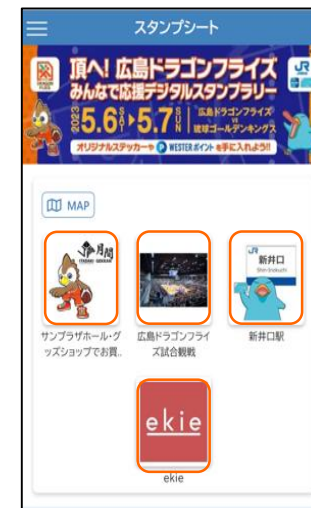 スタンプシート
頂へ! 広島ドラゴンフライズ
みんなで応援デジタルスタンプラリー
2023 5.6 SAT ▶ 5.7 SUN
広島ドラゴンフライズ
VS
琉球ゴールデンキングス
オリジナルステッカーや WESTERポイントを手に入れよう!!
JR
MAP
月間
JR
新井口
Shin-Inokuchi
サンプラザホール・グ
ッズショップでお買..
広島ドラゴンフライ
ズ試合観戦
新井口駅
ekie
ekie